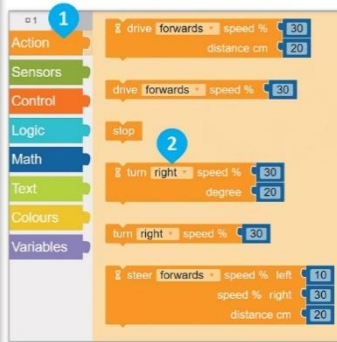 1
1
Action
Sensors
Control
Logic
Math
Text
Colours
Variables
drive forwards speed % 30
distance cm 20
drive forwards speed % 30
stop
2
turn right speed % 30
degree 20
turn right speed % 30
steer forwards speed % left 10
speed % right 30
distance cm 20